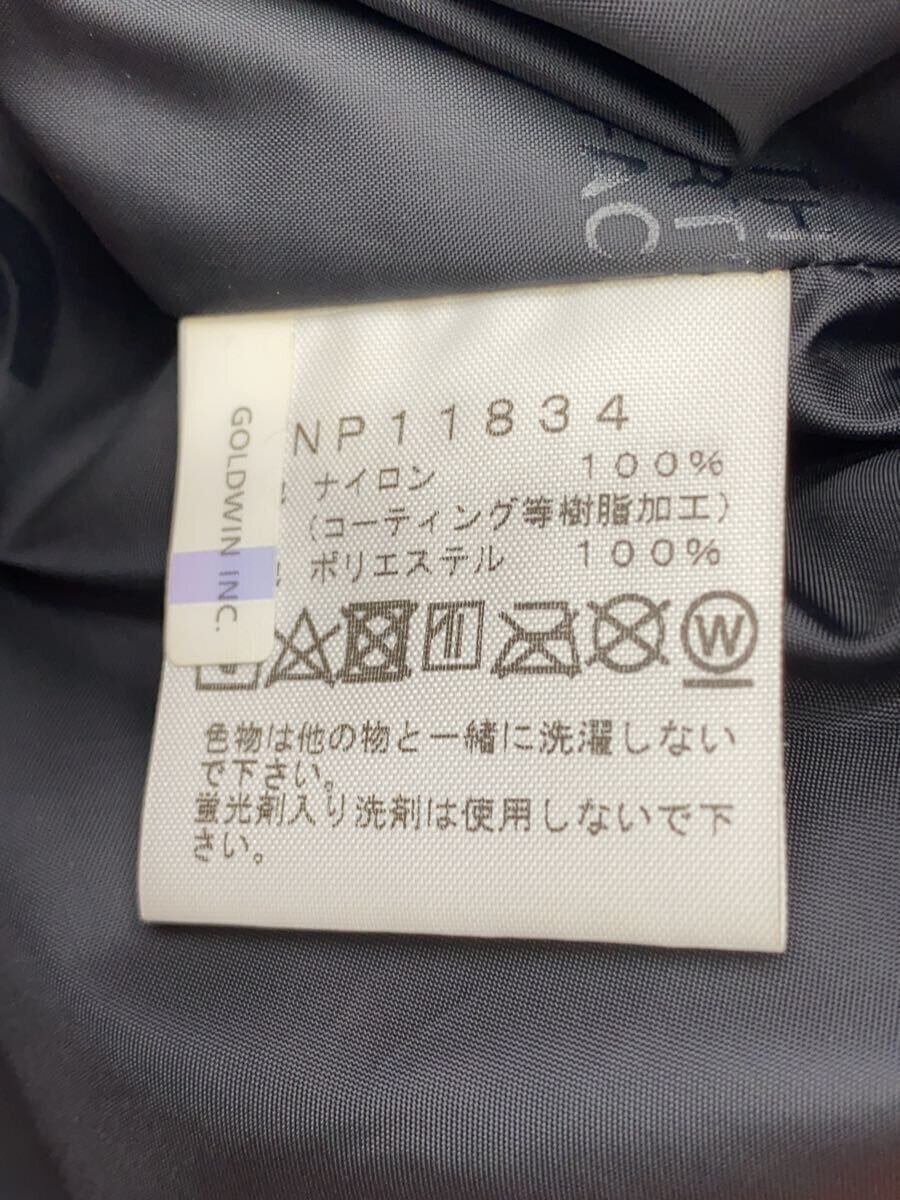 NP11834
ナイロン 100%
(コーティング等樹脂加工)
ポリエステル 100%
W
色物は他の物と一緒に洗濯しない
で下さい。
蛍光剤入り洗剤は使用しないで下
さい。
GOLDWIN INC.